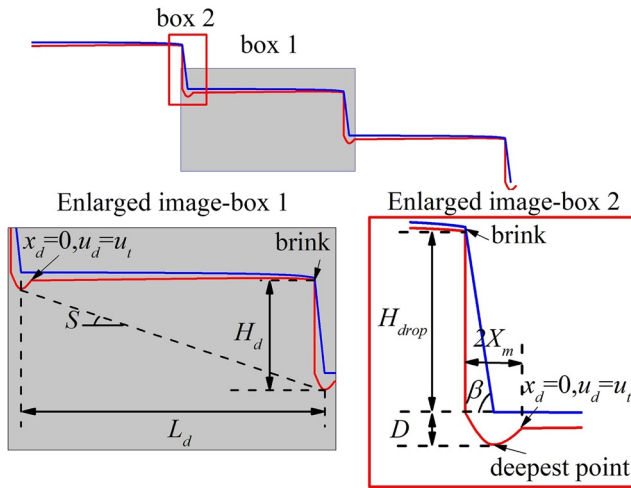 box 2
box 1
Enlarged image-box 1
x_d=0,u_d=u_t
brink
S
H_d
L_d
Enlarged image-box 2
brink
H_drop
2X_m
β
x_d=0,u_d=u_t
D
deepest point